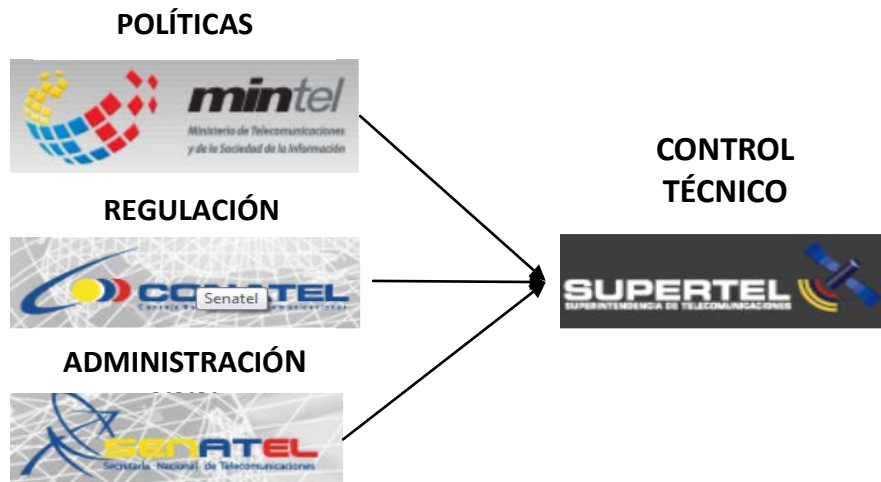 POLÍTICAS
mintel
Ministerio de Telecomunicaciones
y de la Sociedad de la Información
REGULACIÓN
Senatel
ADMINISTRACIÓN
SENATEL
Secretaría Nacional de Telecomunicaciones
CONTROL
TÉCNICO
SUPERTEL
SUPERINTENDENCIA DE TELECOMUNICACIONES